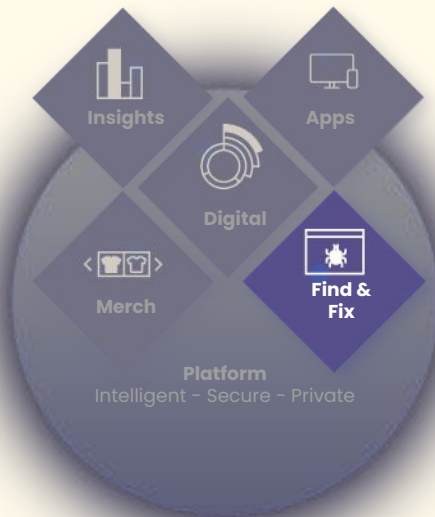 Insights
Apps
Digital
Merch
Find &
Fix
Platform
Intelligent - Secure - Private